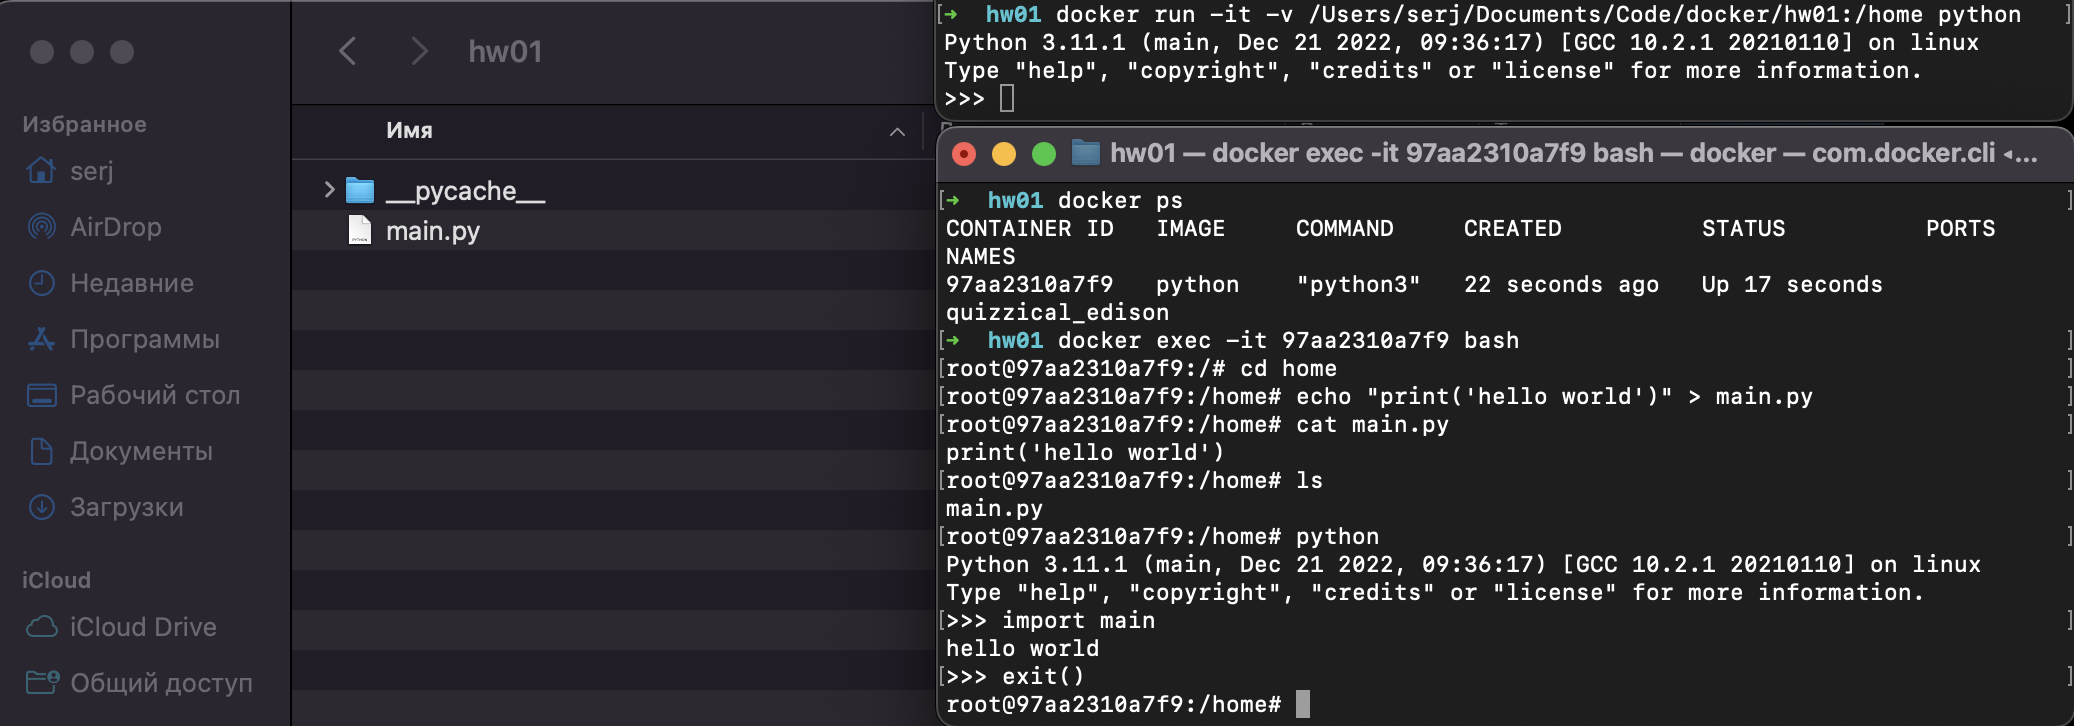 hw01
Избранное
serj
AirDrop
Недавние
Программы
Рабочий стол
Документы
Загрузки
iCloud
iCloud Drive
Общий доступ
Имя
__pycache__
main.py
[➜  hw01 docker run -it -v /Users/serj/Documents/Code/docker/hw01:/home python ]
Python 3.11.1 (main, Dec 21 2022, 09:36:17) [GCC 10.2.1 20210110] on linux
Type "help", "copyright", "credits" or "license" for more information.
>>>
hw01 — docker exec -it 97aa2310a7f9 bash — docker — com.docker.cli ◂...
[➜  hw01 docker ps ]
CONTAINER ID   IMAGE     COMMAND     CREATED          STATUS          PORTS
NAMES
97aa2310a7f9   python    "python3"   22 seconds ago   Up 17 seconds
quizzical_edison
[➜  hw01 docker exec -it 97aa2310a7f9 bash ]
[root@97aa2310a7f9:/# cd home ]
[root@97aa2310a7f9:/home# echo "print('hello world')" > main.py ]
[root@97aa2310a7f9:/home# cat main.py ]
print('hello world')
[root@97aa2310a7f9:/home# ls ]
main.py
[root@97aa2310a7f9:/home# python ]
Python 3.11.1 (main, Dec 21 2022, 09:36:17) [GCC 10.2.1 20210110] on linux
Type "help", "copyright", "credits" or "license" for more information.
[>>> import main ]
hello world
[>>> exit() ]
root@97aa2310a7f9:/home#